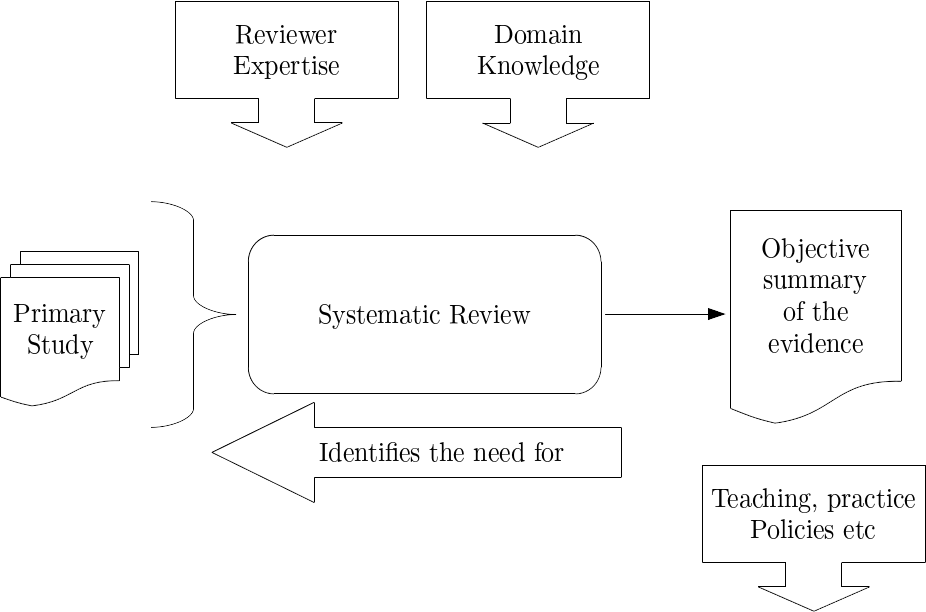 Reviewer
Expertise
Domain
Knowledge
Primary
Study
Systematic Review
Objective
summary
of the
evidence
Identifies the need for
Teaching, practice
Policies etc